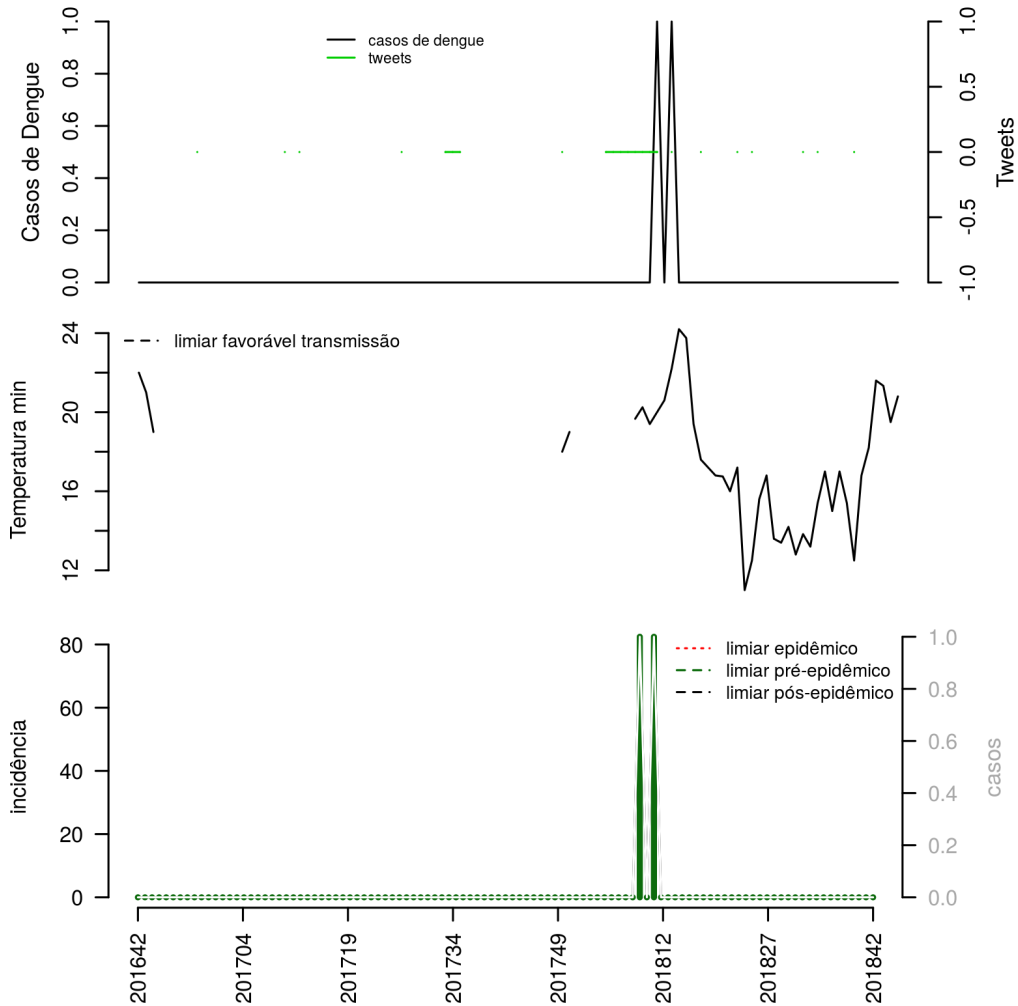 Casos de Dengue
0.0 0.2 0.4 0.6 0.8 1.0
casos de dengue
tweets
Tweets
-1.0 -0.5 0.0 0.5 1.0
Temperatura min
12 16 20 24
limiar favorável transmissão
incidência
0
20
40
60
80
limiar epidêmico
limiar pré-epidêmico
limiar pós-epidêmico
1.0
0.8
0.6
0.4
0.2
0.0
casos
201642 201704 201719 201734 201749 201812 201827 201842